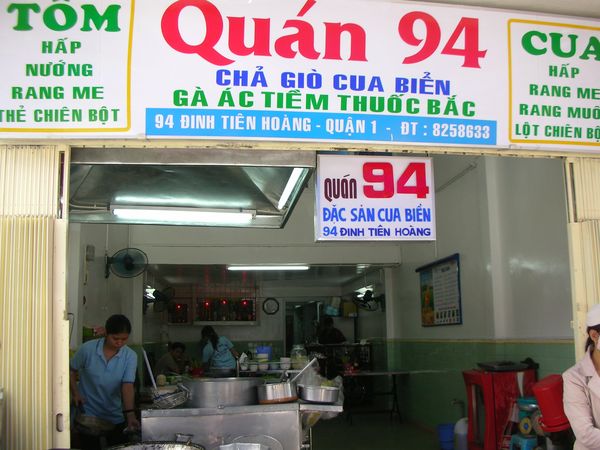 TÔM
HẤP
NƯỚNG
RANG ME
THẺ CHIÊN BỘT
Quán 94
CHẢ GIÒ CUA BIỂN
GÀ ÁC TIỀM THUỐC BẮC
94 ĐINH TIÊN HOÀNG - QUẬN 1 - ĐT : 8258633
CUA
HẤP
RANG ME
RANG MUỐ
LỘT CHIÊN BỘ
QUÁN 94
ĐẶC SẢN CUA BIỂN
94 ĐINH TIÊN HOÀNG